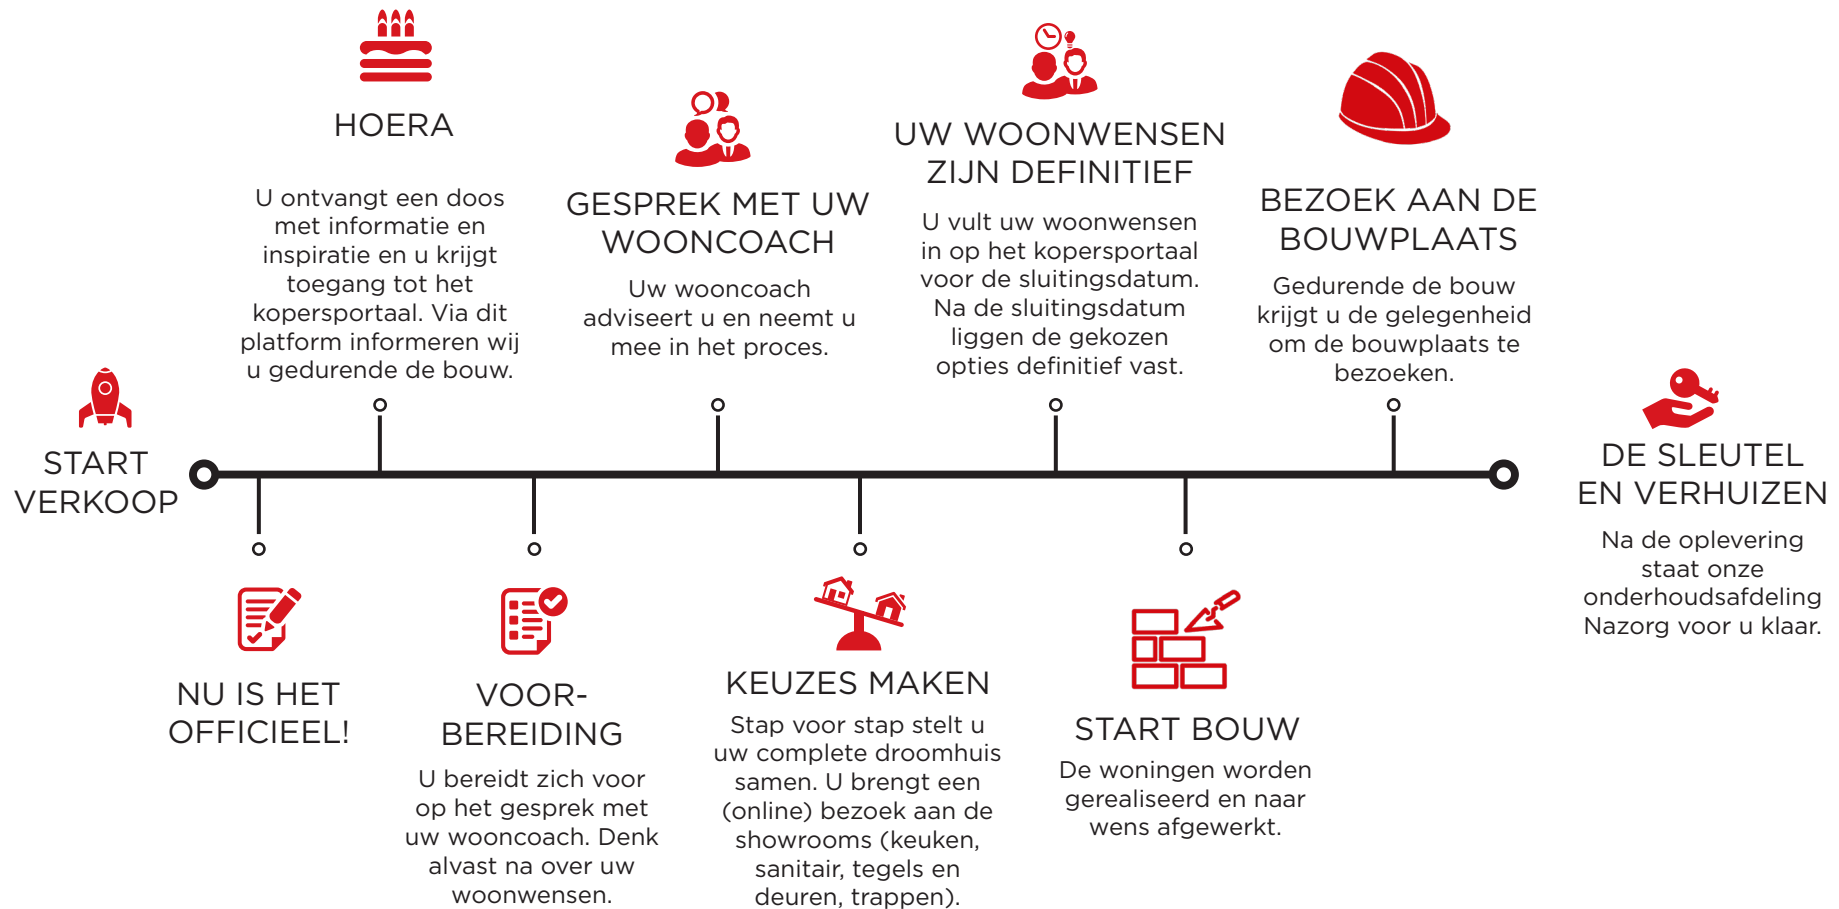 START
VERKOOP
NU IS HET
OFFICIEEL!
HOERA
U ontvangt een doos
met informatie en
inspiratie en u krijgt
toegang tot het
kopersportaal. Via dit
platform informeren wij
u gedurende de bouw.
VOOR-
BEREIDING
U bereidt zich voor
op het gesprek met
uw wooncoach. Denk
alvast na over uw
woonwensen.
GESPREK MET UW
WOONCOACH
Uw wooncoach
adviseert u en neemt u
mee in het proces.
KEUZES MAKEN
Stap voor stap stelt u
uw complete droomhuis
samen. U brengt een
(online) bezoek aan de
showrooms (keuken,
sanitair, tegels en
deuren, trappen).
UW WOONWENSEN
ZIJN DEFINITIEF
U vult uw woonwensen
in op het kopersportaal
voor de sluitingsdatum.
Na de sluitingsdatum
liggen de gekozen
opties definitief vast.
START BOUW
De woningen worden
gerealiseerd en naar
wens afgewerkt.
BEZOEK AAN DE
BOUWPLAATS
Gedurende de bouw
krijgt u de gelegenheid
om de bouwplaats te
bezoeken.
DE SLEUTEL
EN VERHUIZEN
Na de oplevering
staat onze
onderhoudsafdeling
Nazorg voor u klaar.